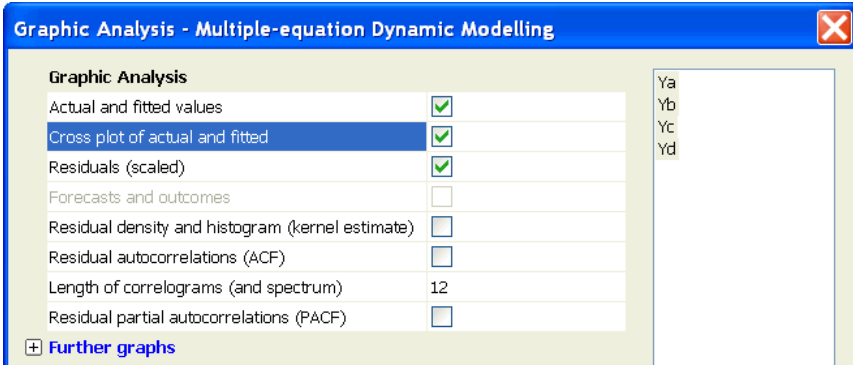 Graphic Analysis - Multiple-equation Dynamic Modelling
Graphic Analysis
Actual and fitted values
Cross plot of actual and fitted
Residuals (scaled)
Forecasts and outcomes
Residual density and histogram (kernel estimate)
Residual autocorrelations (ACF)
Length of correlograms (and spectrum) 12
Residual partial autocorrelations (PACF)
Further graphs
Ya
Yb
Yc
Yd